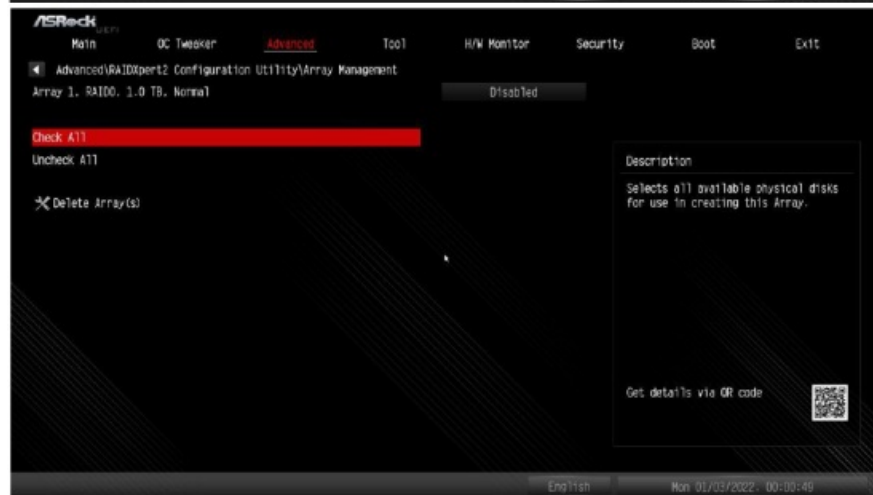 ASRock UEFI
Main OC Tweaker Advanced Tool H/W Monitor Security Boot Exit
Advanced\RAIDXpert2 Configuration Utility\Array Management
Array 1. RAID0. 1.0 TB. Normal Disabled
Check All
Uncheck All
Delete Array(s)
Description
Selects all available physical disks
for use in creating this Array.
Get details via QR code
English Mon 01/03/2022. 00:00:49